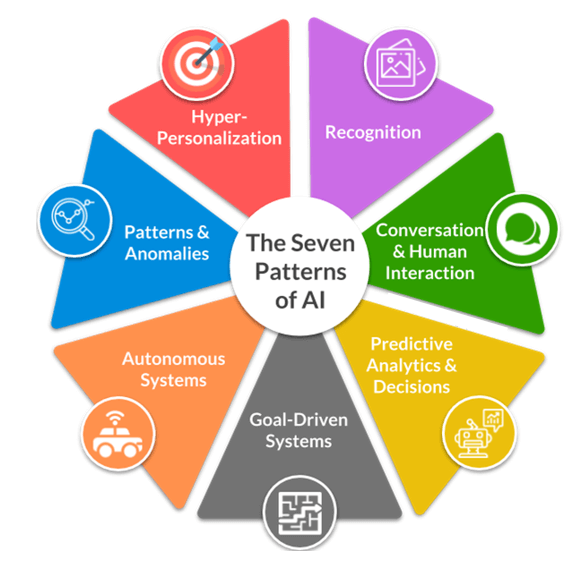 The Seven
Patterns
of AI
Hyper-
Personalization
Recognition
Conversation
& Human
Interaction
Predictive
Analytics &
Decisions
Goal-Driven
Systems
Autonomous
Systems
Patterns &
Anomalies